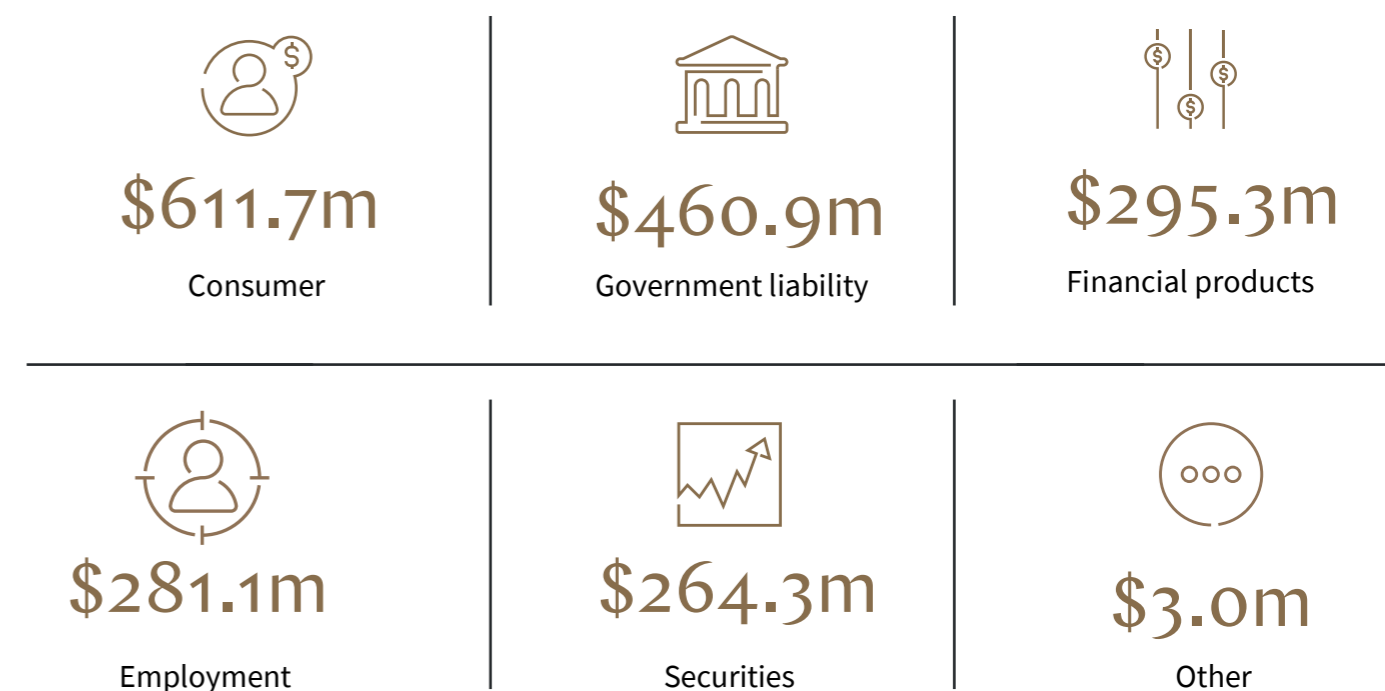 $611.7m
Consumer
$460.9m
Government liability
$295.3m
Financial products
$281.1m
Employment
$264.3m
Securities
$3.0m
Other